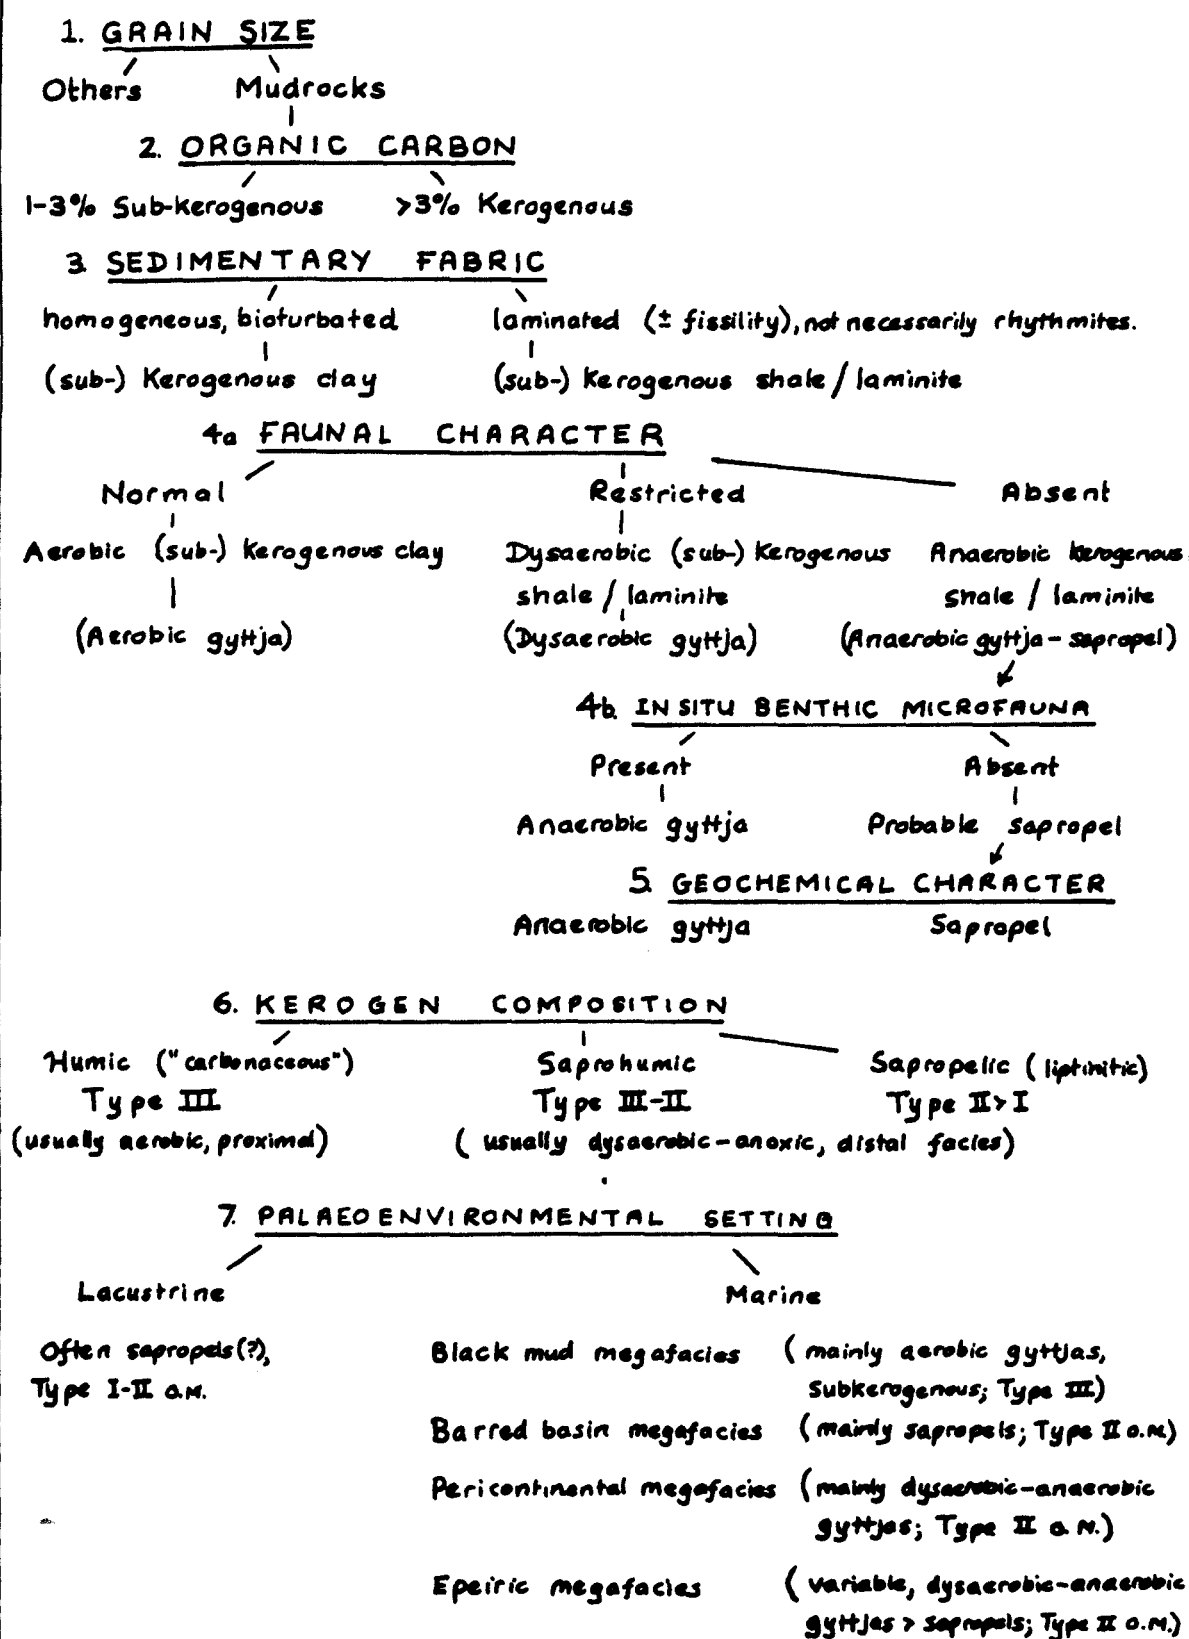 1. GRAIN SIZE
Others Mudrocks
2. ORGANIC CARBON
1-3% Sub-kerogenous >3% Kerogenous
3. SEDIMENTARY FABRIC
homogeneous, bioturbated laminated (± fissility), not necessarily rhythmites.
(sub-) Kerogenous clay (sub-) Kerogenous shale / laminite
4a FAUNAL CHARACTER
Normal Restricted Absent
Aerobic (sub-) kerogenous clay Dysaerobic (sub-) Kerogenous Anaerobic kerogenous
shale / laminite shale / laminite
(Aerobic gyttja) (Dysaerobic gyttja) (Anaerobic gyttja - sapropel)
4b. IN SITU BENTHIC MICROFAUNA
Present Absent
Anaerobic gyttja Probable sapropel
5. GEOCHEMICAL CHARACTER
Anaerobic gyttja Sapropel
6. KEROGEN COMPOSITION
Humic ("carbonaceous") Saprohumic Sapropelic (liptinitic)
Type III Type III-II Type II>I
(usually aerobic, proximal) (usually dysaerobic-anoxic, distal facies)
7. PALAEOENVIRONMENTAL SETTING
Lacustrine Marine
Often sapropels(?), Black mud megafacies (mainly aerobic gyttjas,
Type I-II O.M. Subkerogenous; Type III)
Barred basin megafacies (mainly sapropels; Type II O.M.)
Pericontinental megafacies (mainly dysaerobic-anaerobic
gyttjas; Type II O.M.)
Epeiric megafacies (variable, dysaerobic-anaerobic
gyttjas > sapropels; Type II O.M.)